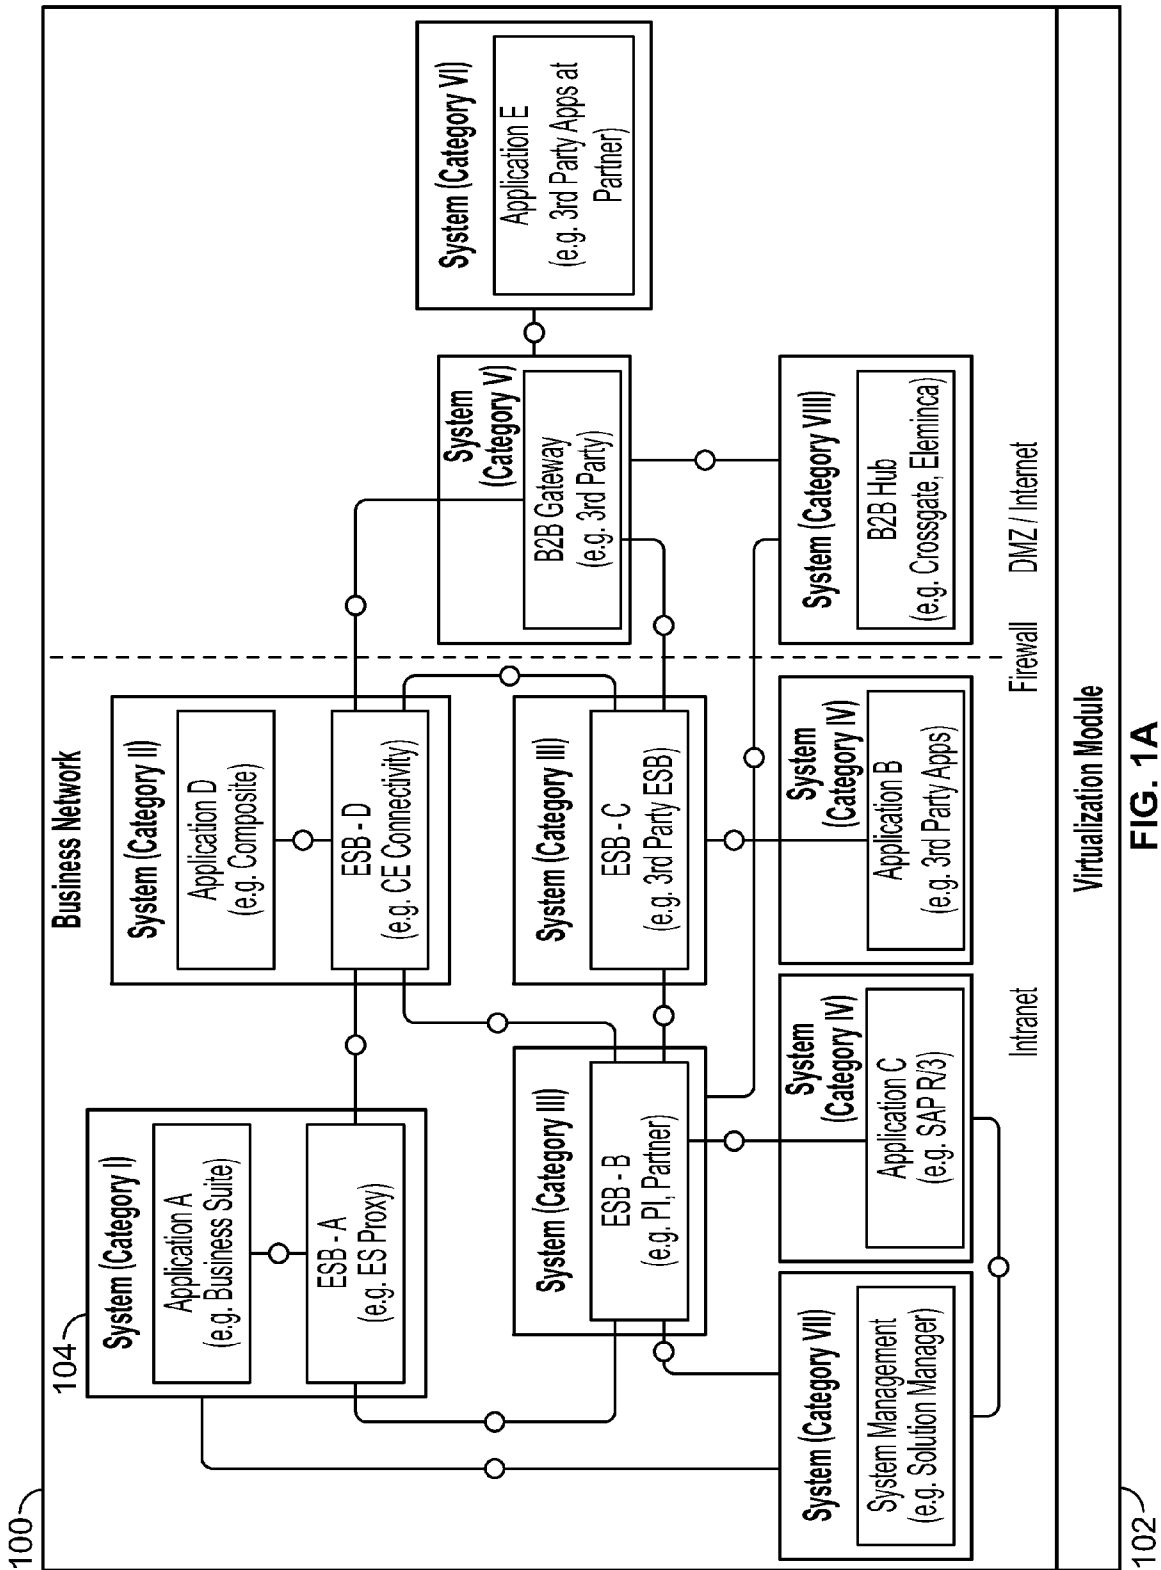 100
Business Network
104
System (Category I)
Application A
(e.g. Business Suite)
ESB - A
(e.g. ES Proxy)
System (Category II)
Application D
(e.g. Composite)
ESB - D
(e.g. CE Connectivity)
System (Category III)
ESB - B
(e.g. PI, Partner)
System (Category III)
ESB - C
(e.g. 3rd Party ESB)
System
(Category V)
B2B Gateway
(e.g. 3rd Party)
System (Category VI)
Application E
(e.g. 3rd Party Apps at
Partner)
System (Category VII)
System Management
(e.g. Solution Manager)
System
(Category IV)
Application C
(e.g. SAP R/3)
System
(Category IV)
Application B
(e.g. 3rd Party Apps)
System (Category VIII)
B2B Hub
(e.g. Crossgate, Eleminca)
Intranet
Firewall
DMZ / Internet
Virtualization Module
102
FIG. 1A